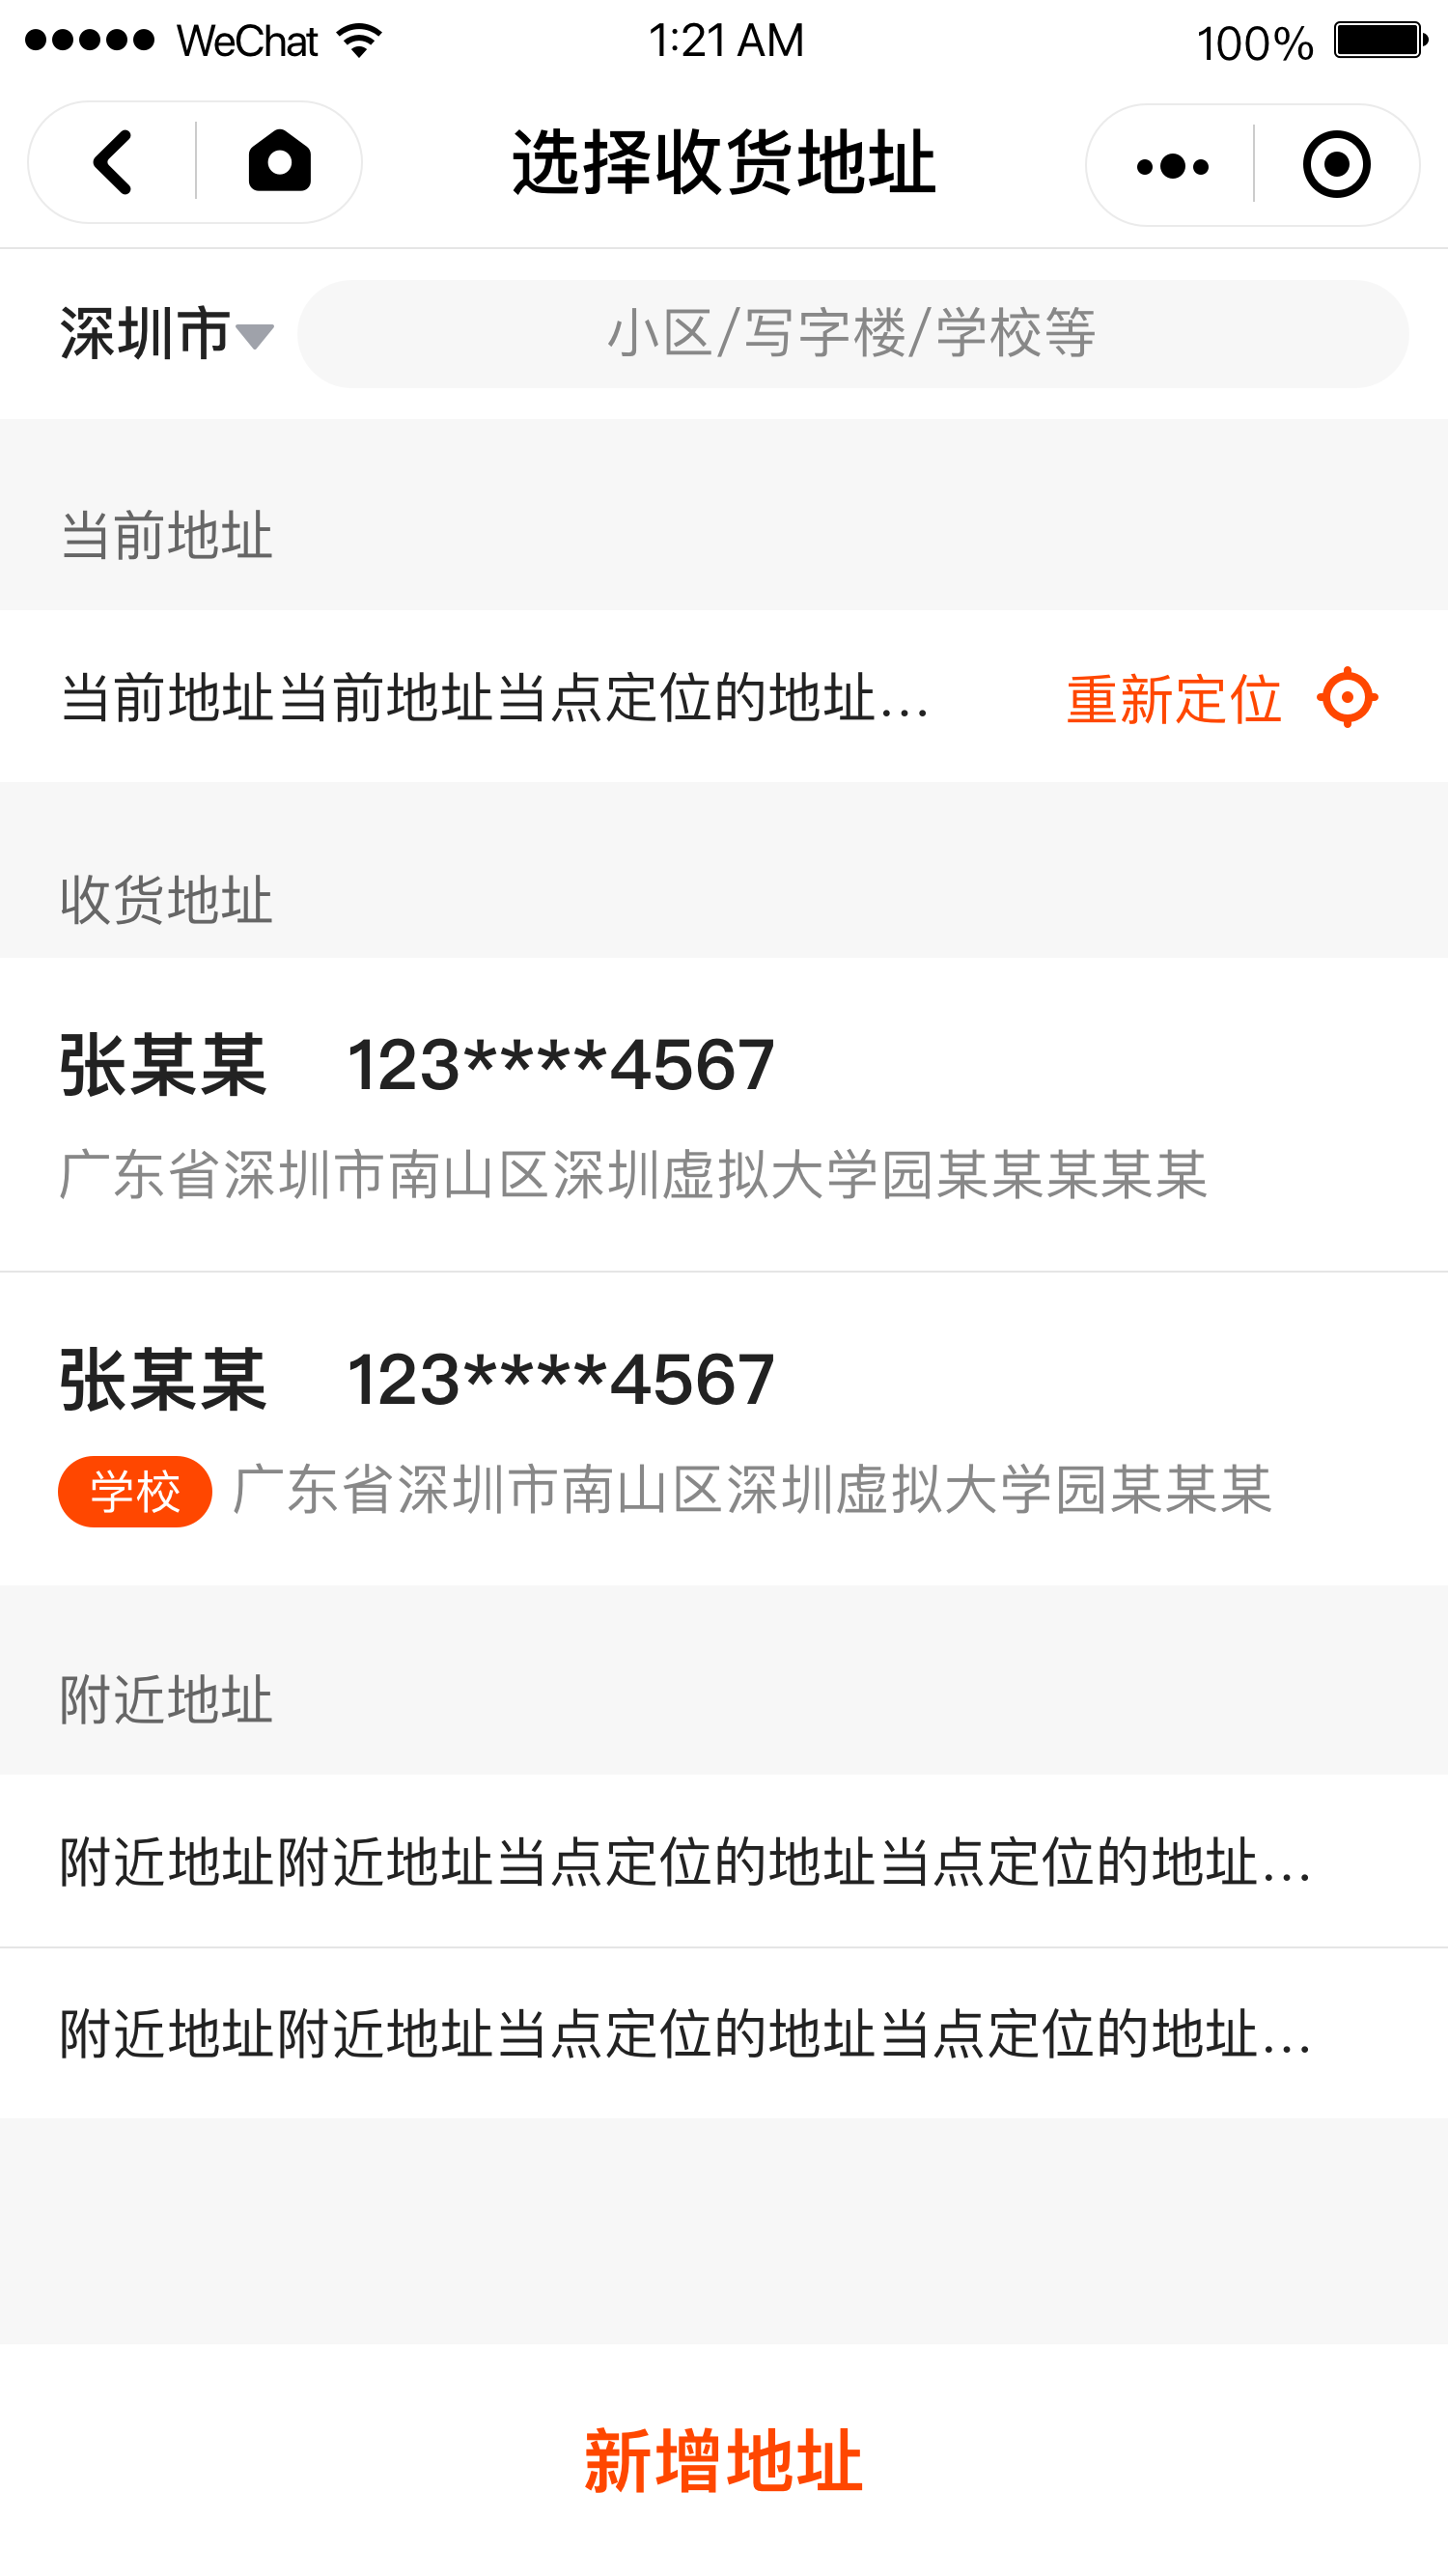 WeChat 1:21 AM 100%
选择收货地址
深圳市 小区/写字楼/学校等
当前地址
当前地址当前地址当点定位的地址... 重新定位
收货地址
张某某 123****4567
广东省深圳市南山区深圳虚拟大学园某某某某某
张某某 123****4567
学校 广东省深圳市南山区深圳虚拟大学园某某某
附近地址
附近地址附近地址当点定位的地址当点定位的地址...
附近地址附近地址当点定位的地址当点定位的地址...
新增地址